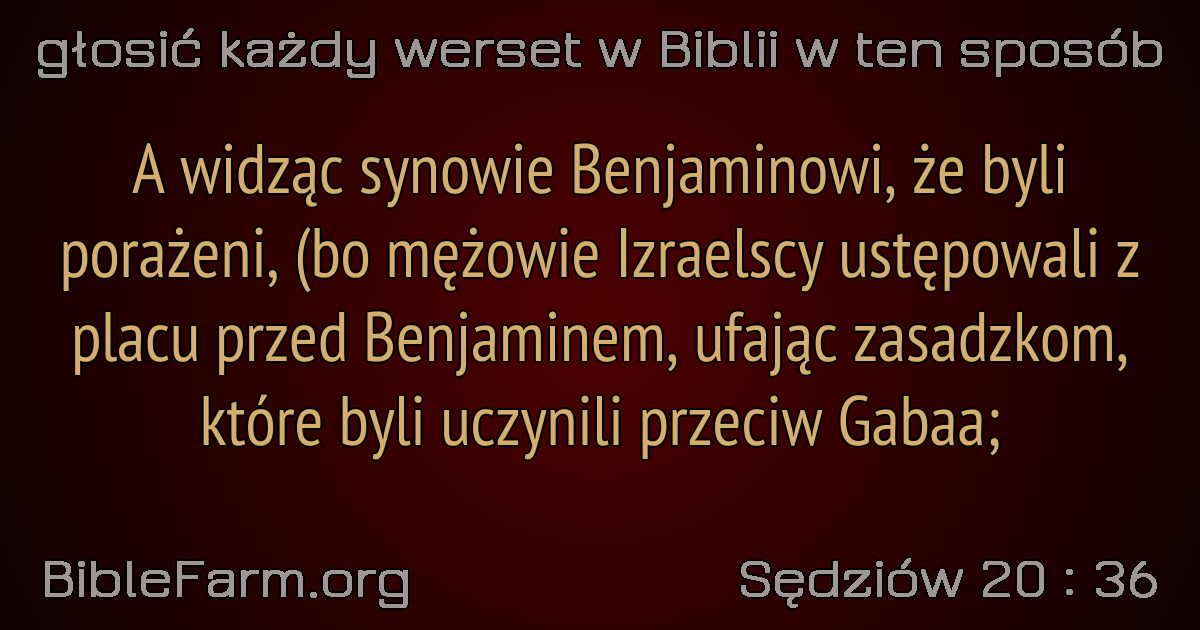 głosić każdy werset w Biblii w ten sposób
A widząc synowie Benjaminowi, że byli
porażeni, (bo mężowie Izraelscy ustępowali z
placu przed Benjaminem, ufając zasadzkom,
które byli uczynili przeciw Gabaa;
BibleFarm.org
Sędziów 20 : 36